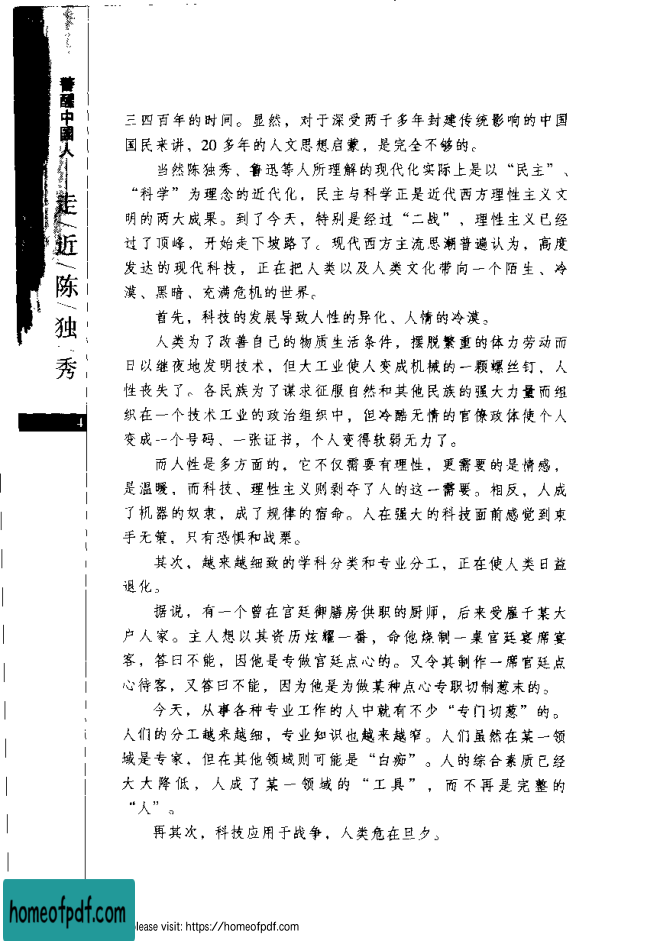 警醒中國人
走/近/陈/独/秀
4
三四百年的时间。显然，对于深受两千多年封建传统影响的中国
国民来讲，20 多年的人文思想启蒙，是完全不够的。
当然陈独秀、鲁迅等人所理解的现代化实际上是以“民主”、
“科学”为理念的近代化，民主与科学正是近代西方理性主义文
明的两大成果。到了今天，特别是经过“二战”，理性主义已经
过了顶峰，开始走下坡路了。现代西方主流思潮普遍认为，高度
发达的现代科技，正在把人类以及人类文化带向一个陌生、冷
漠、黑暗、充满危机的世界。
首先，科技的发展导致人性的异化、人情的冷漠。
人类为了改善自己的物质生活条件，摆脱繁重的体力劳动而
日以继夜地发明技术，但大工业使人变成机械的一颗螺丝钉，人
性丧失了。各民族为了谋求征服自然和其他民族的强大力量而组
织在一个技术工业的政治组织中，但冷酷无情的官僚政体使个人
变成一个号码、一张证书，个人变得软弱无力了。
而人性是多方面的，它不仅需要有理性，更需要的是情感，
是温暖，而科技、理性主义则剥夺了人的这一需要。相反，人成
了机器的奴隶，成了规律的宿命。人在强大的科技面前感觉到束
手无策，只有恐惧和战栗。
其次，越来越细致的学科分类和专业分工，正在使人类日益
退化。
据说，有一个曾在宫廷御膳房供职的厨师，后来受雇于某大
户人家。主人想以其资历炫耀一番，命他烧制一桌宫廷宴席宴
客，答曰不能，因他是专做宫廷点心的。又令其制作一席宫廷点
心待客，又答曰不能，因为他是为做某种点心专职切制葱末的。
今天，从事各种专业工作的人中就有不少“专门切葱”的。
人们的分工越来越细，专业知识也越来越窄。人们虽然在某一领
域是专家，但在其他领域则可能是“白痴”。人的综合素质已经
大大降低，人成了某一领域的“工具”，而不再是完整的
“人”。
再其次，科技应用于战争，人类危在旦夕。
homeofpdf.com
please visit: https://homeofpdf.com